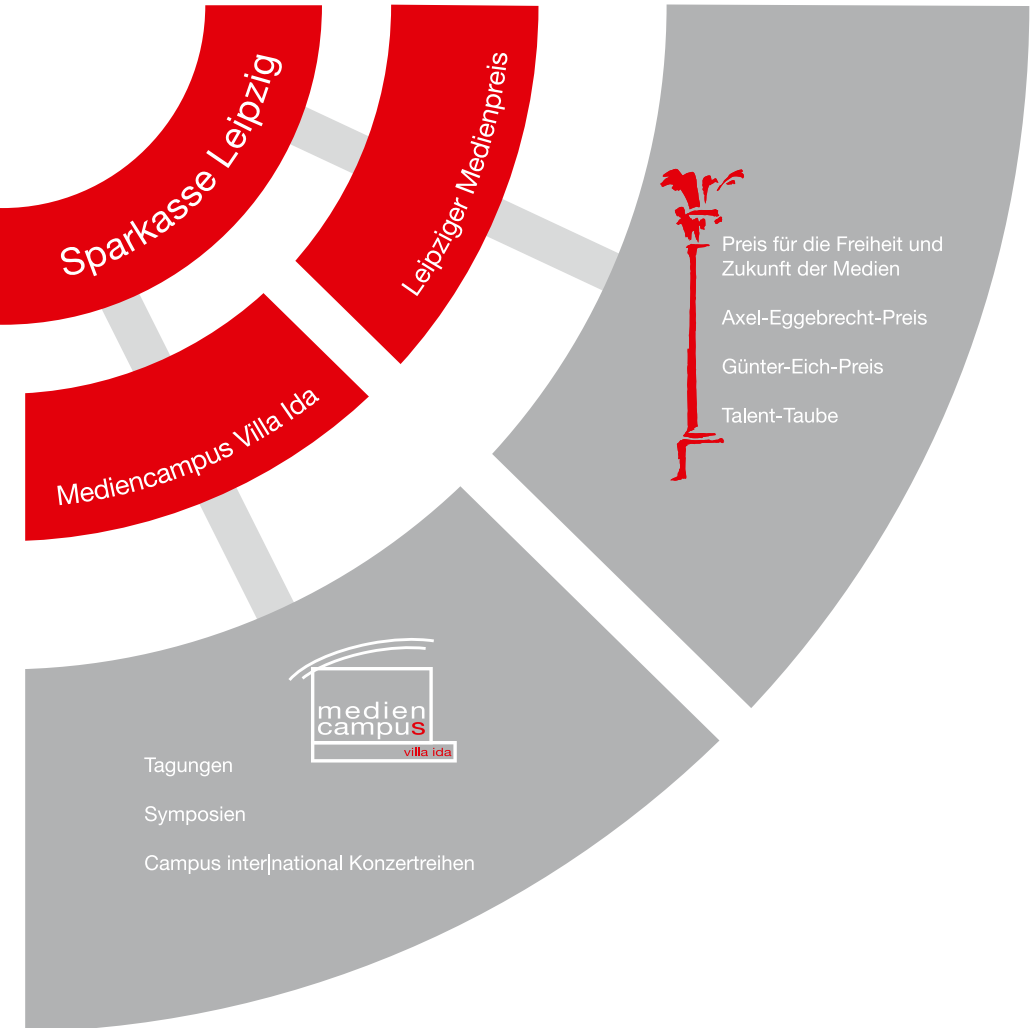 Sparkasse Leipzig
Leipziger Medienpreis
Mediencampus Villa Ida
Preis für die Freiheit und
Zukunft der Medien
Axel-Eggebrecht-Preis
Günter-Eich-Preis
Talent-Taube
medien
campus
villa ida
Tagungen
Symposien
Campus inter|national Konzertreihen